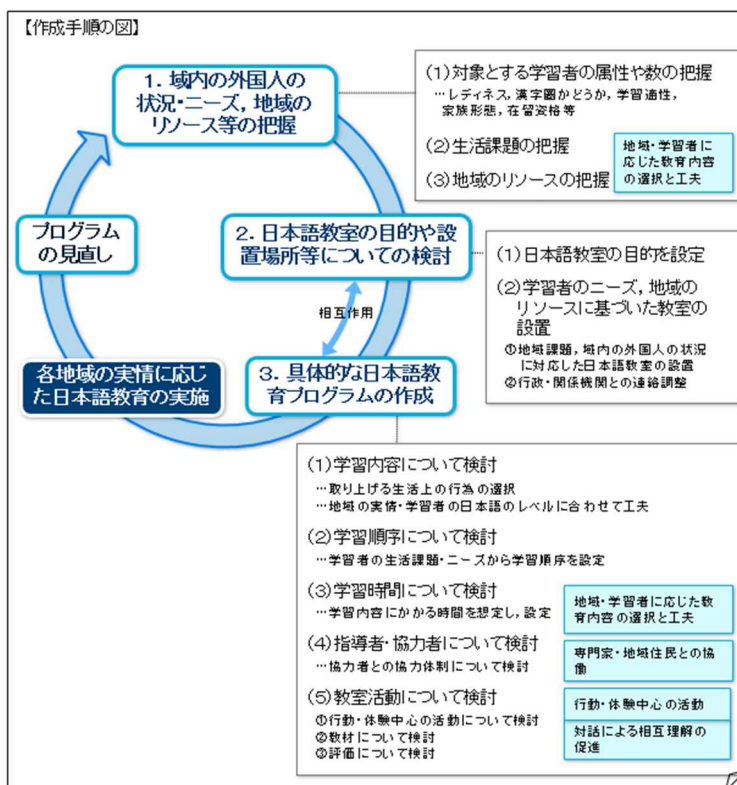 【作成手順の図】
1. 域内の外国人の
状況・ニーズ, 地域の
リソース等の把握
(1)対象とする学習者の属性や数の把握
…レディネス, 漢字圏かどうか, 学習適性,
家族形態, 在留資格等
(2)生活課題の把握
(3)地域のリソースの把握
地域・学習者に
応じた教育内容
の選択と工夫
プログラム
の見直し
2. 日本語教室の目的や設
置場所等についての検討
(1)日本語教室の目的を設定
(2)学習者のニーズ, 地域の
リソースに基づいた教室の
設置
①地域課題, 域内の外国人の状況
に対応した日本語教室の設置
②行政・関係機関との連絡調整
相互作用
各地域の実情に応じ
た日本語教育の実施
3. 具体的な日本語教
育プログラムの作成
(1)学習内容について検討
…取り上げる生活上の行為の選択
…地域の実情・学習者の日本語のレベルに合わせて工夫
(2)学習順序について検討
…学習者の生活課題・ニーズから学習順序を設定
(3)学習時間について検討
…学習内容にかかる時間を想定し, 設定
地域・学習者に応じた教
育内容の選択と工夫
(4)指導者・協力者について検討
…協力者との協力体制について検討
専門家・地域住民との協
働
(5)教室活動について検討
①行動・体験中心の活動について検討
②教材について検討
③評価について検討
行動・体験中心の活動
対話による相互理解の
促進